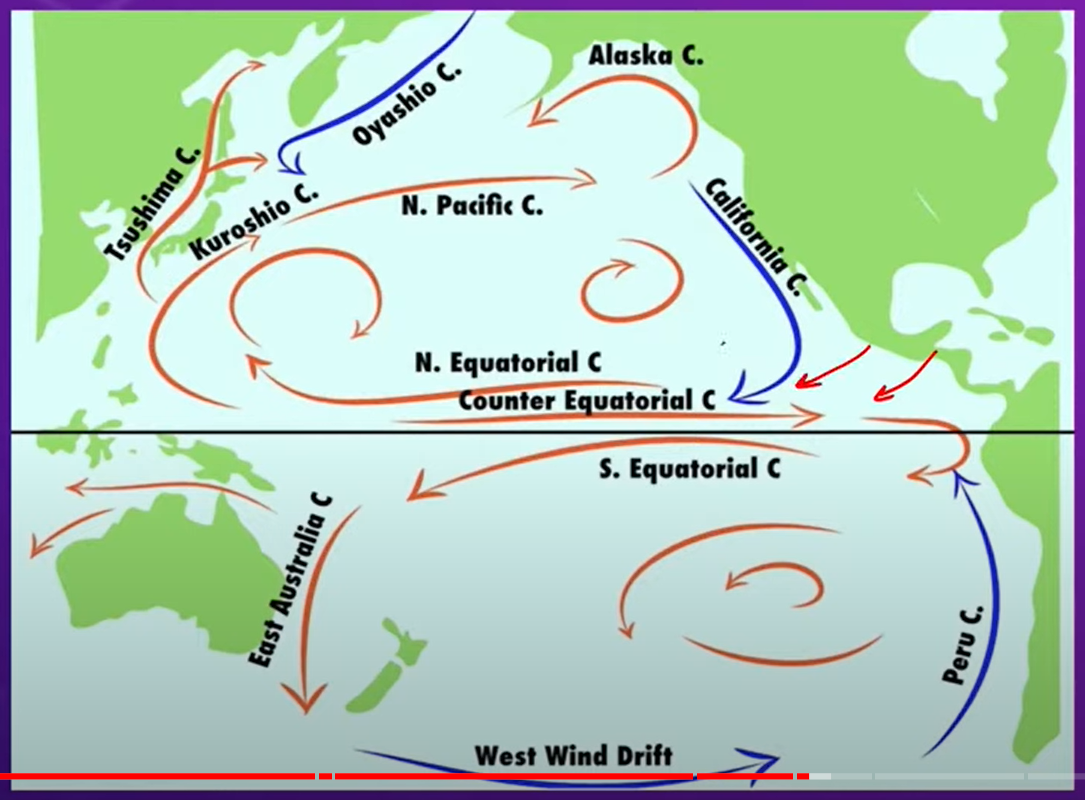 Alaska C.
Oyashio C.
Tsushima C.
Kuroshio C.
N. Pacific C.
California C.
N. Equatorial C
Counter Equatorial C
S. Equatorial C
East Australia C
Peru C.
West Wind Drift